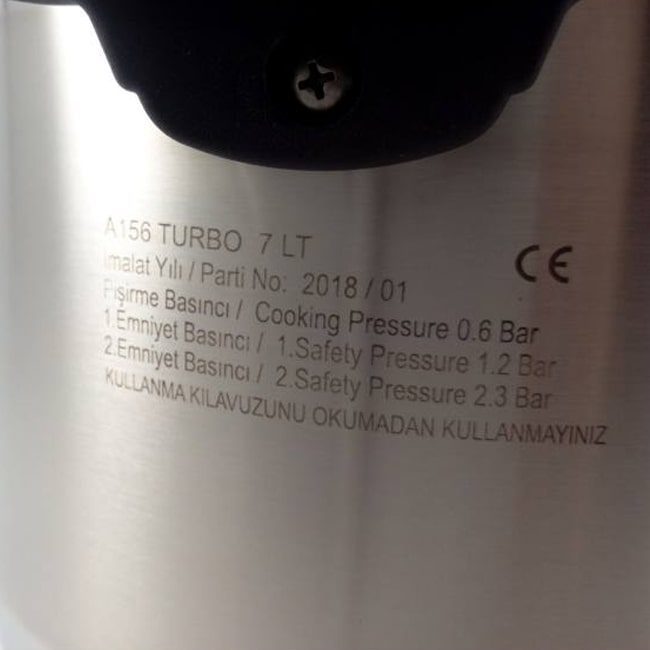 A156 TURBO 7 LT
CE
İmalat Yılı / Parti No: 2018 / 01
Pişirme Basıncı / Cooking Pressure 0.6 Bar
1.Emniyet Basıncı / 1.Safety Pressure 1.2 Bar
2.Emniyet Basıncı / 2.Safety Pressure 2.3 Bar
KULLANMA KILAVUZUNU OKUMADAN KULLANMAYINIZ